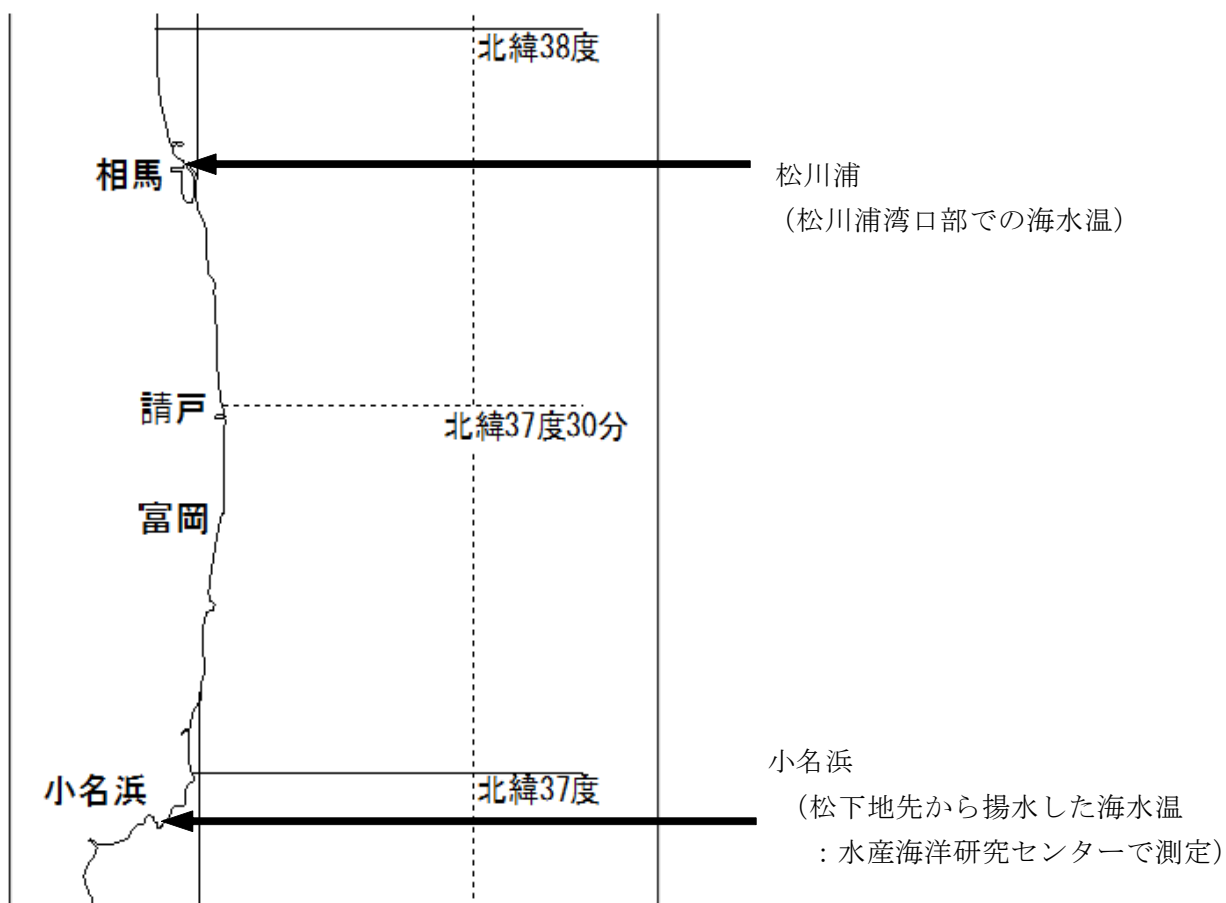 北緯38度
相馬
松川浦
（松川浦湾口部での海水温）
請戸
北緯37度30分
富岡
小名浜
北緯37度
小名浜
（松下地先から揚水した海水温
：水産海洋研究センターで測定）